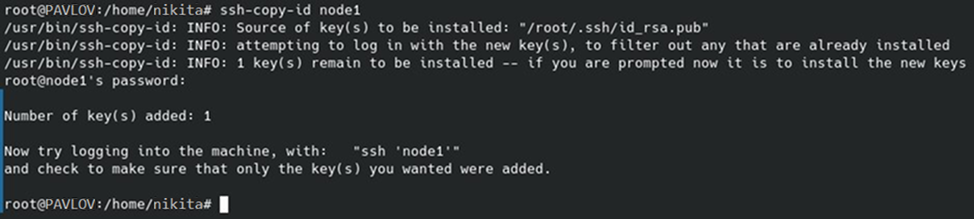 root@PAVLOV:/home/nikita# ssh-copy-id node1
/usr/bin/ssh-copy-id: INFO: Source of key(s) to be installed: "/root/.ssh/id_rsa.pub"
/usr/bin/ssh-copy-id: INFO: attempting to log in with the new key(s), to filter out any that are already installed
/usr/bin/ssh-copy-id: INFO: 1 key(s) remain to be installed -- if you are prompted now it is to install the new keys
root@node1's password:
Number of key(s) added: 1
Now try logging into the machine, with:   "ssh 'node1'"
and check to make sure that only the key(s) you wanted were added.
root@PAVLOV:/home/nikita#